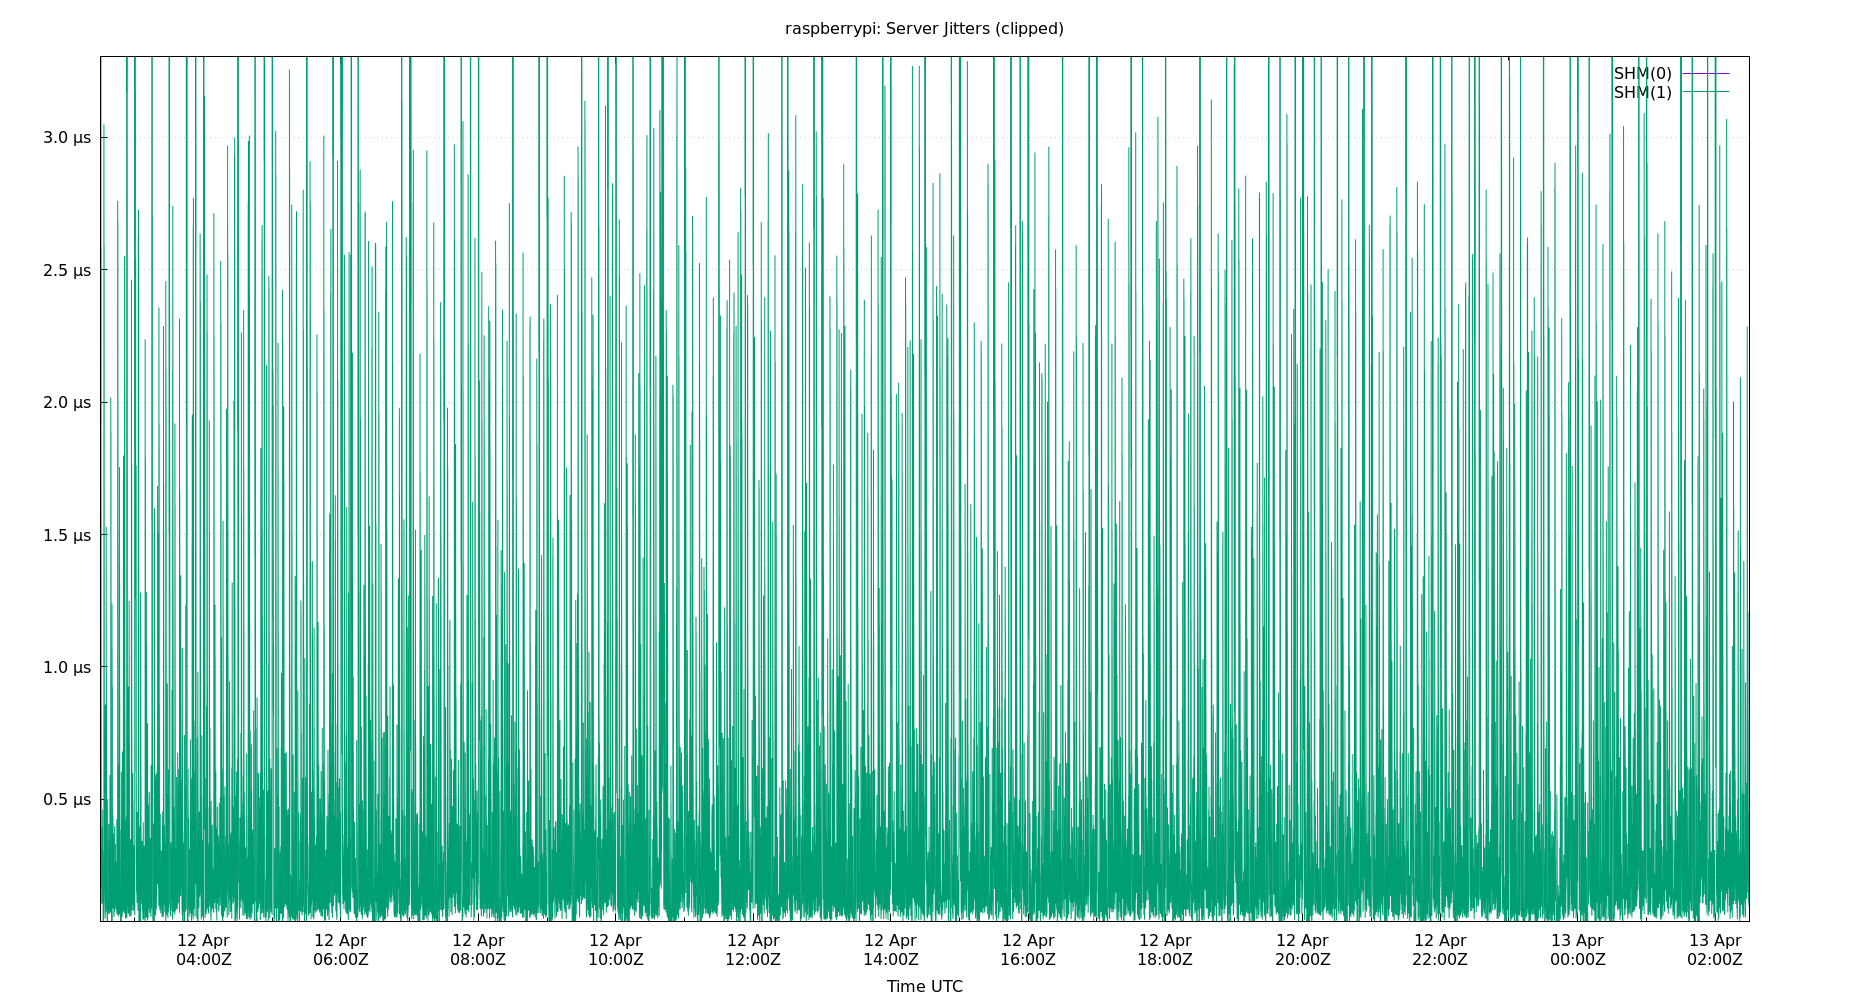 raspberrypi: Server Jitters (clipped)
SHM(0)
SHM(1)
3.0 µs
2.5 µs
2.0 µs
1.5 µs
1.0 µs
0.5 µs
12 Apr 12 Apr 12 Apr 12 Apr 12 Apr 12 Apr 12 Apr 12 Apr 12 Apr 12 Apr 13 Apr 13 Apr
04:00Z 06:00Z 08:00Z 10:00Z 12:00Z 14:00Z 16:00Z 18:00Z 20:00Z 22:00Z 00:00Z 02:00Z
Time UTC